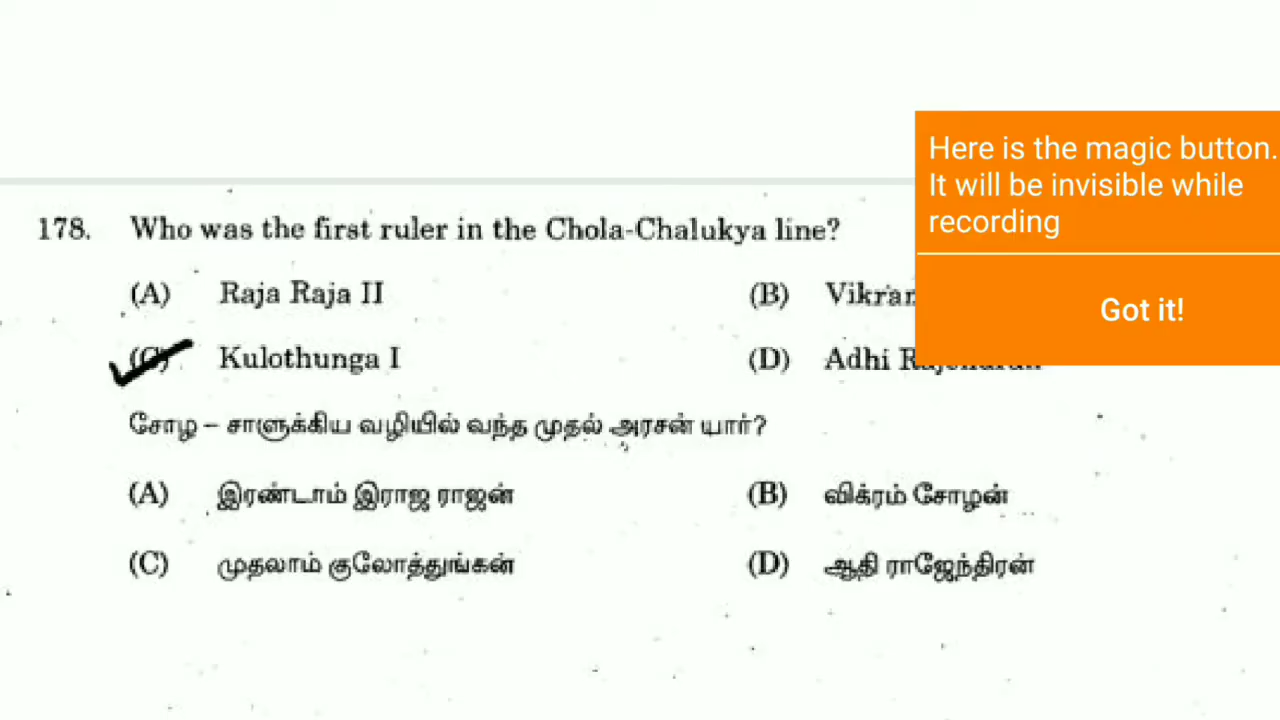 Here is the magic button.
It will be invisible while
recording
Got it!
178. Who was the first ruler in the Chola-Chalukya line?
(A) Raja Raja II (B)
(C) Kulothunga I (D) Adhi
சோழ – சாளுக்கிய வழியில் வந்த முதல் அரசன் யார்?
(A) இரண்டாம் இராஜ ராஜன் (B) விக்ரம் சோழன்
(C) முதலாம் குலோத்துங்கன் (D) ஆதி ராஜேந்திரன்